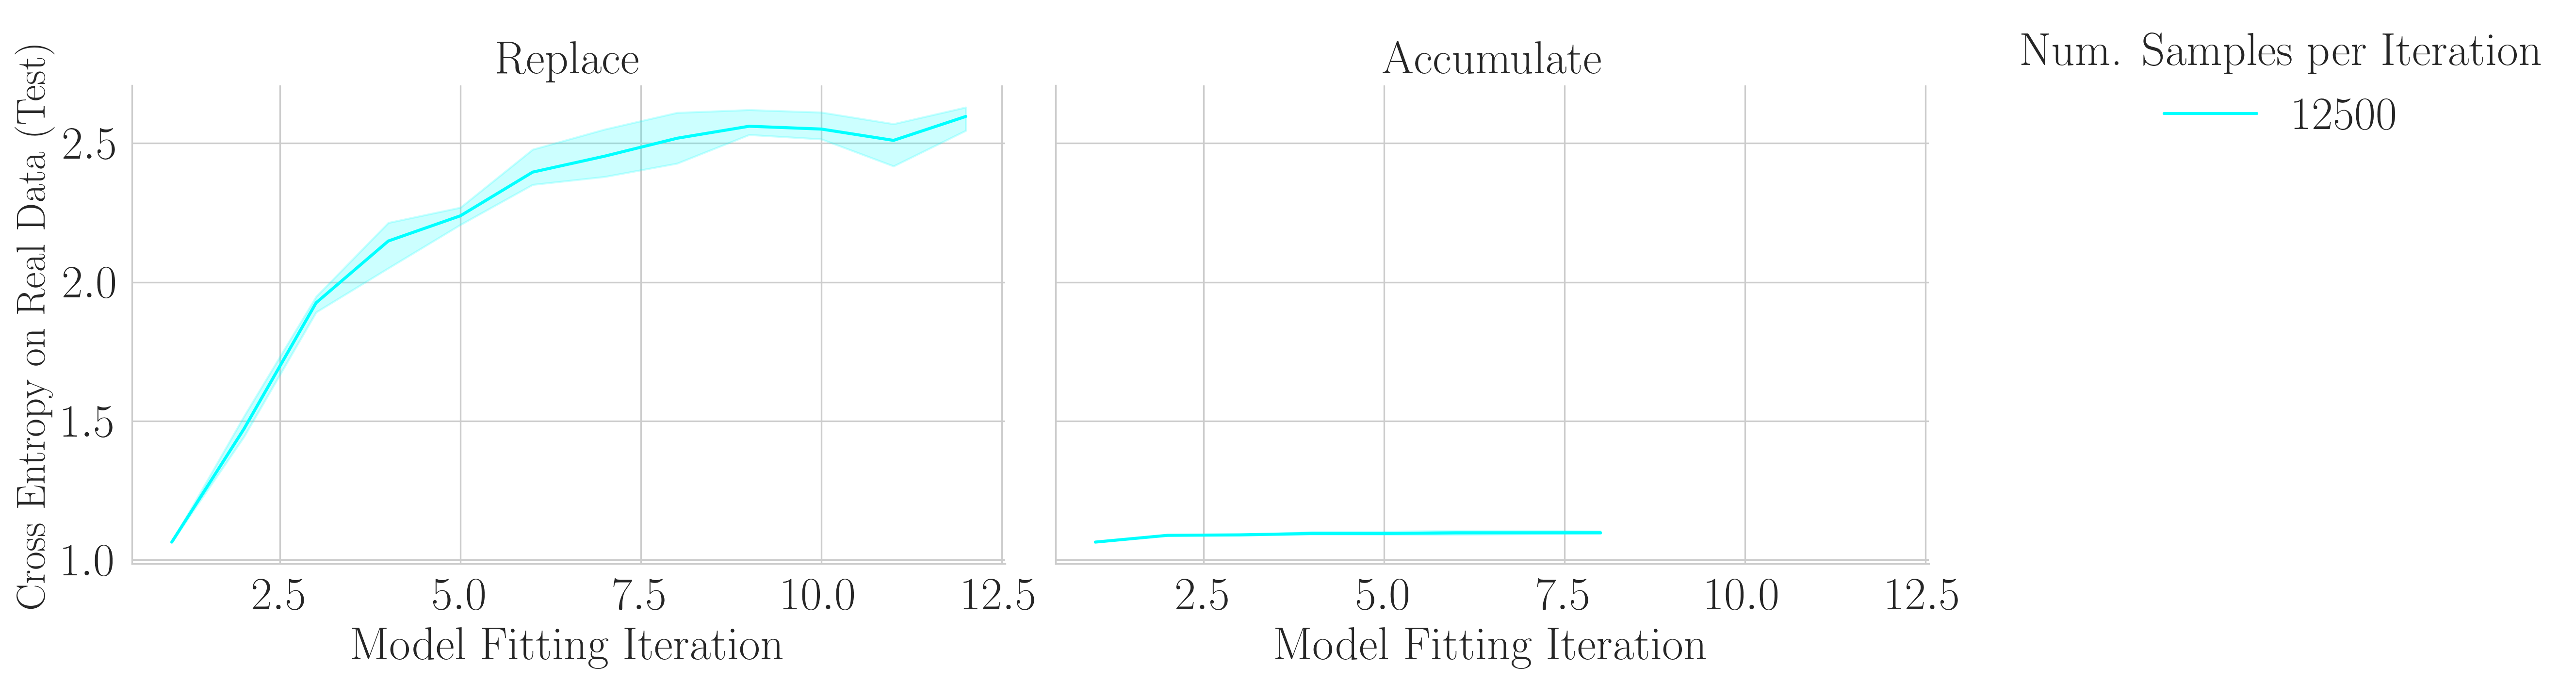 Replace
Accumulate
Num. Samples per Iteration
12500
Cross Entropy on Real Data (Test)
2.5
2.0
1.5
1.0
2.5 5.0 7.5 10.0 12.5
2.5 5.0 7.5 10.0 12.5
Model Fitting Iteration
Model Fitting Iteration